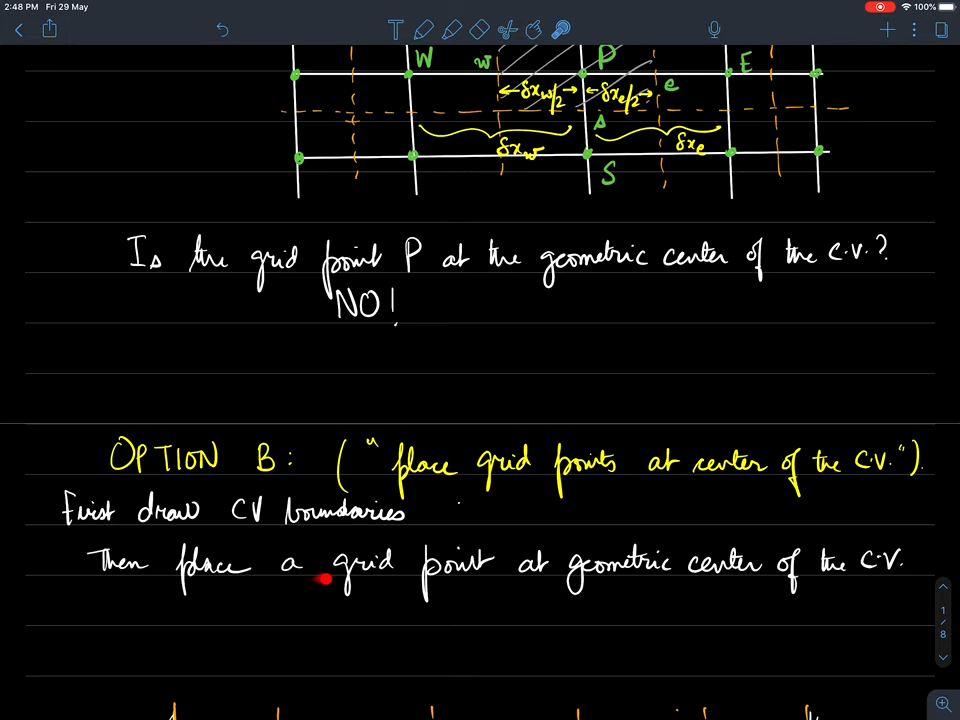 2:48 PM Fri 29 May
100%
W w P E
δxw/2 δxe/2 e
s
δxw δxe
S
Is the grid point P at the geometric center of the C.V.?
NO!
OPTION B: ("place grid points at center of the C.V.").
First draw CV boundaries
Then place a grid point at geometric center of the C.V.
1
/
8